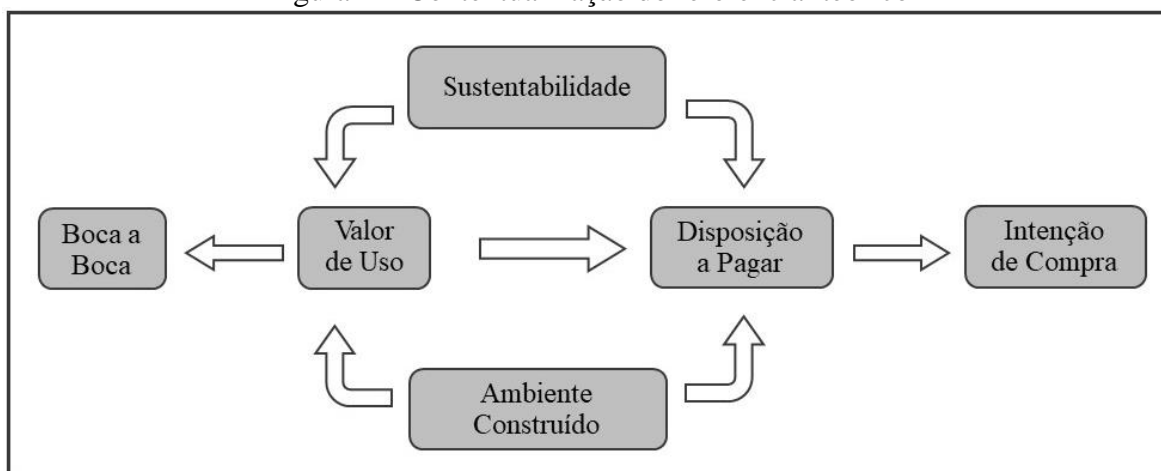 Sustentabilidade
Boca a
Boca
Valor
de Uso
Disposição
a Pagar
Intenção
de Compra
Ambiente
Construído